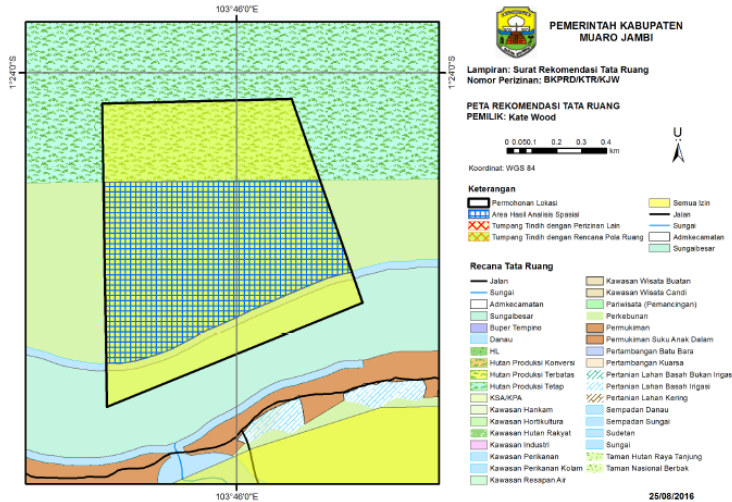 103°46'0"E
1°24'0"S
1°24'0"S
103°46'0"E
PEMERINTAH KABUPATEN
MUARO JAMBI
Lampiran: Surat Rekomendasi Tata Ruang
Nomor Perizinan: BKPRD/KTR/KJW
PETA REKOMENDASI TATA RUANG
PEMILIK: Kate Wood
0 0.050.1 0.2 0.3 0.4
km
U
Koordinat: WGS 84
Keterangan
Permohonan Lokasi
Area Hasil Analisis Spasial
Tumpang Tindih dengan Perizinan Lain
Tumpang Tindih dengan Rencana Pola Ruang
Semua Izin
Jalan
Sungai
Admkecamatan
Sungaibesar
Recana Tata Ruang
Jalan
Sungai
Admkecamatan
Sungaibesar
Buper Tempino
Danau
HL
Hutan Produksi Konversi
Hutan Produksi Terbatas
Hutan Produksi Tetap
KSA/KPA
Kawasan Hankam
Kawasan Hortikultura
Kawasan Hutan Rakyat
Kawasan Industri
Kawasan Perikanan
Kawasan Perikanan Kolam
Kawasan Resapan Air
Kawasan Wisata Buatan
Kawasan Wisata Candi
Pariwisata (Pemancingan)
Perkebunan
Permukiman
Permukiman Suku Anak Dalam
Pertambangan Batu Bara
Pertambangan Kuarsa
Pertanian Lahan Basah Bukan Irigas
Pertanian Lahan Basah Irigasi
Pertanian Lahan Kering
Sempadan Danau
Sempadan Sungai
Sudetan
Sungai
Taman Hutan Raya Tanjung
Taman Nasional Berbak
25/08/2016